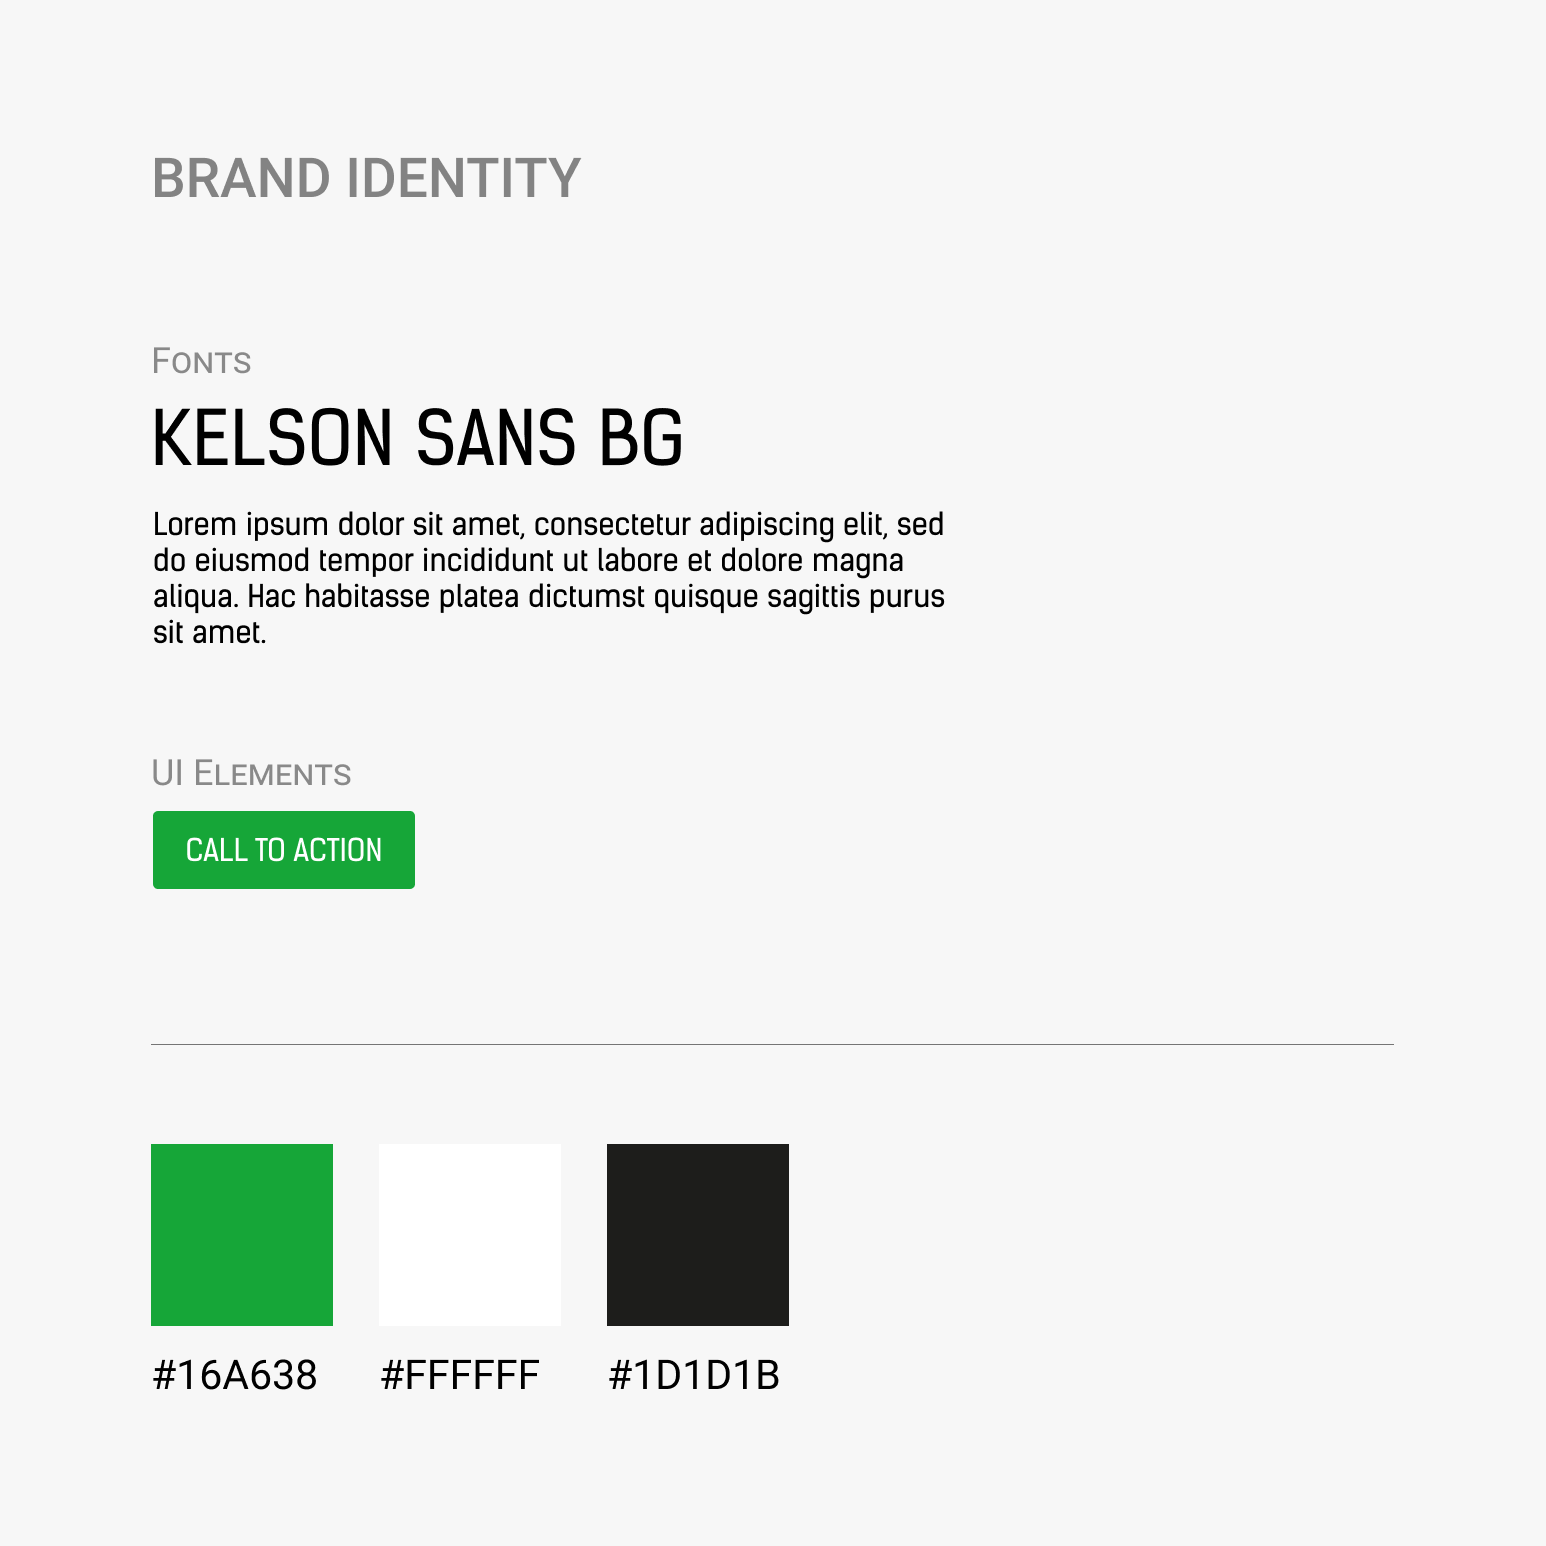 BRAND IDENTITY
Fonts
KELSON SANS BG
Lorem ipsum dolor sit amet, consectetur adipiscing elit, sed
do eiusmod tempor incididunt ut labore et dolore magna
aliqua. Hac habitasse platea dictumst quisque sagittis purus
sit amet.
UI Elements
CALL TO ACTION
#16A638 #FFFFFF #1D1D1B